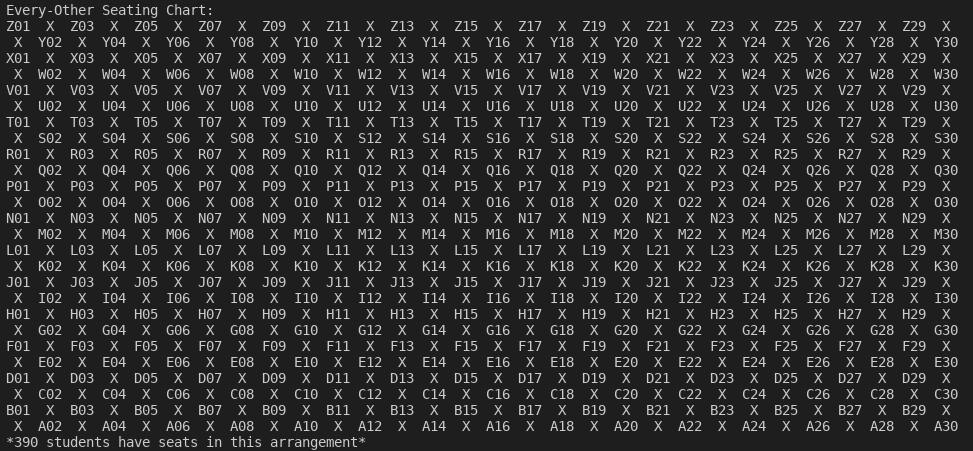 Every-Other Seating Chart:
Z01  X  Z03  X  Z05  X  Z07  X  Z09  X  Z11  X  Z13  X  Z15  X  Z17  X  Z19  X  Z21  X  Z23  X  Z25  X  Z27  X  Z29  X
 X  Y02  X  Y04  X  Y06  X  Y08  X  Y10  X  Y12  X  Y14  X  Y16  X  Y18  X  Y20  X  Y22  X  Y24  X  Y26  X  Y28  X  Y30
X01  X  X03  X  X05  X  X07  X  X09  X  X11  X  X13  X  X15  X  X17  X  X19  X  X21  X  X23  X  X25  X  X27  X  X29  X
 X  W02  X  W04  X  W06  X  W08  X  W10  X  W12  X  W14  X  W16  X  W18  X  W20  X  W22  X  W24  X  W26  X  W28  X  W30
V01  X  V03  X  V05  X  V07  X  V09  X  V11  X  V13  X  V15  X  V17  X  V19  X  V21  X  V23  X  V25  X  V27  X  V29  X
 X  U02  X  U04  X  U06  X  U08  X  U10  X  U12  X  U14  X  U16  X  U18  X  U20  X  U22  X  U24  X  U26  X  U28  X  U30
T01  X  T03  X  T05  X  T07  X  T09  X  T11  X  T13  X  T15  X  T17  X  T19  X  T21  X  T23  X  T25  X  T27  X  T29  X
 X  S02  X  S04  X  S06  X  S08  X  S10  X  S12  X  S14  X  S16  X  S18  X  S20  X  S22  X  S24  X  S26  X  S28  X  S30
R01  X  R03  X  R05  X  R07  X  R09  X  R11  X  R13  X  R15  X  R17  X  R19  X  R21  X  R23  X  R25  X  R27  X  R29  X
 X  Q02  X  Q04  X  Q06  X  Q08  X  Q10  X  Q12  X  Q14  X  Q16  X  Q18  X  Q20  X  Q22  X  Q24  X  Q26  X  Q28  X  Q30
P01  X  P03  X  P05  X  P07  X  P09  X  P11  X  P13  X  P15  X  P17  X  P19  X  P21  X  P23  X  P25  X  P27  X  P29  X
 X  O02  X  O04  X  O06  X  O08  X  O10  X  O12  X  O14  X  O16  X  O18  X  O20  X  O22  X  O24  X  O26  X  O28  X  O30
N01  X  N03  X  N05  X  N07  X  N09  X  N11  X  N13  X  N15  X  N17  X  N19  X  N21  X  N23  X  N25  X  N27  X  N29  X
 X  M02  X  M04  X  M06  X  M08  X  M10  X  M12  X  M14  X  M16  X  M18  X  M20  X  M22  X  M24  X  M26  X  M28  X  M30
L01  X  L03  X  L05  X  L07  X  L09  X  L11  X  L13  X  L15  X  L17  X  L19  X  L21  X  L23  X  L25  X  L27  X  L29  X
 X  K02  X  K04  X  K06  X  K08  X  K10  X  K12  X  K14  X  K16  X  K18  X  K20  X  K22  X  K24  X  K26  X  K28  X  K30
J01  X  J03  X  J05  X  J07  X  J09  X  J11  X  J13  X  J15  X  J17  X  J19  X  J21  X  J23  X  J25  X  J27  X  J29  X
 X  I02  X  I04  X  I06  X  I08  X  I10  X  I12  X  I14  X  I16  X  I18  X  I20  X  I22  X  I24  X  I26  X  I28  X  I30
H01  X  H03  X  H05  X  H07  X  H09  X  H11  X  H13  X  H15  X  H17  X  H19  X  H21  X  H23  X  H25  X  H27  X  H29  X
 X  G02  X  G04  X  G06  X  G08  X  G10  X  G12  X  G14  X  G16  X  G18  X  G20  X  G22  X  G24  X  G26  X  G28  X  G30
F01  X  F03  X  F05  X  F07  X  F09  X  F11  X  F13  X  F15  X  F17  X  F19  X  F21  X  F23  X  F25  X  F27  X  F29  X
 X  E02  X  E04  X  E06  X  E08  X  E10  X  E12  X  E14  X  E16  X  E18  X  E20  X  E22  X  E24  X  E26  X  E28  X  E30
D01  X  D03  X  D05  X  D07  X  D09  X  D11  X  D13  X  D15  X  D17  X  D19  X  D21  X  D23  X  D25  X  D27  X  D29  X
 X  C02  X  C04  X  C06  X  C08  X  C10  X  C12  X  C14  X  C16  X  C18  X  C20  X  C22  X  C24  X  C26  X  C28  X  C30
B01  X  B03  X  B05  X  B07  X  B09  X  B11  X  B13  X  B15  X  B17  X  B19  X  B21  X  B23  X  B25  X  B27  X  B29  X
 X  A02  X  A04  X  A06  X  A08  X  A10  X  A12  X  A14  X  A16  X  A18  X  A20  X  A22  X  A24  X  A26  X  A28  X  A30
*390 students have seats in this arrangement*